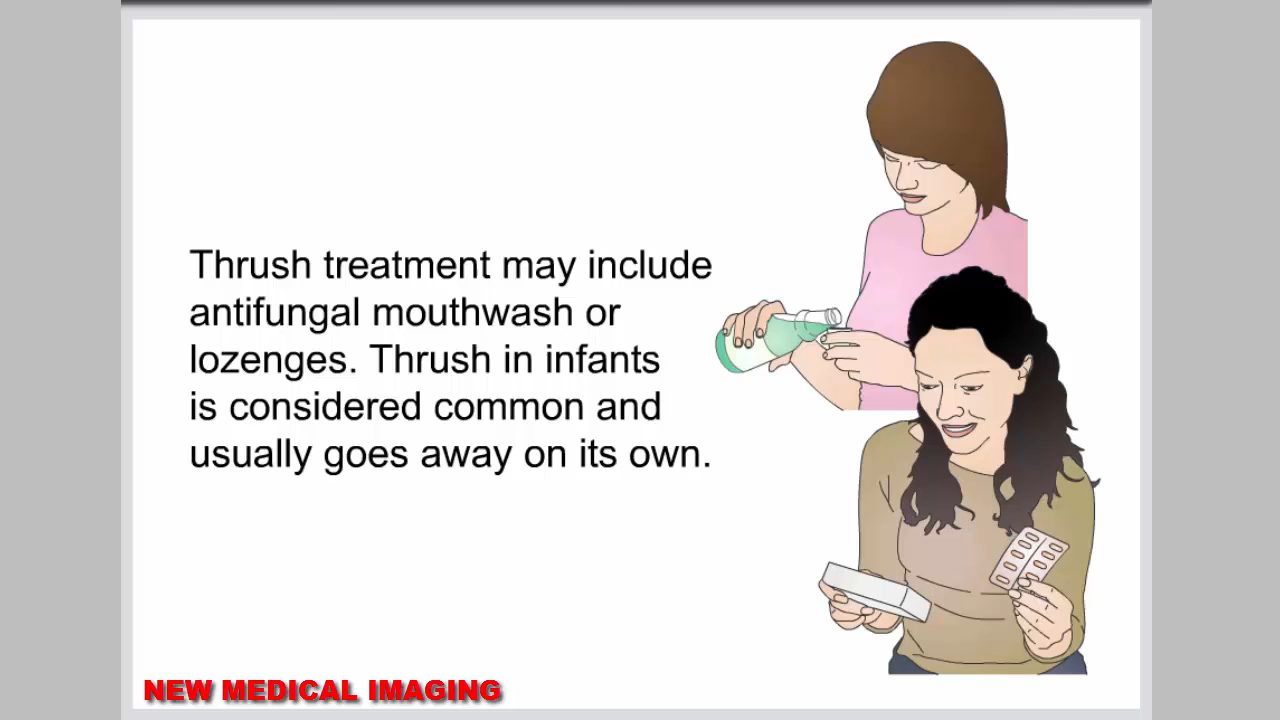 Thrush treatment may include
antifungal mouthwash or
lozenges. Thrush in infants
is considered common and
usually goes away on its own.
NEW MEDICAL IMAGING